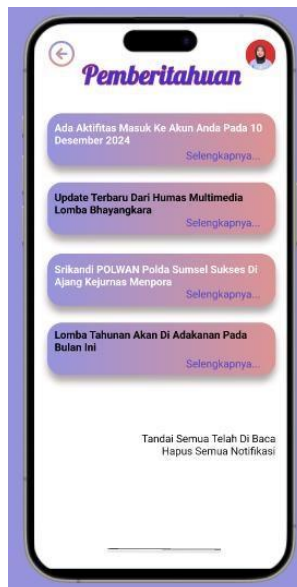 Pemberitahuan
Ada Aktifitas Masuk Ke Akun Anda Pada 10
Desember 2024
Selengkapnya...
Update Terbaru Dari Humas Multimedia
Lomba Bhayangkara
Selengkapnya...
Srikandi POLWAN Polda Sumsel Sukses Di
Ajang Kejurnas Menpora
Selengkapnya...
Lomba Tahunan Akan Di Adakanan Pada
Bulan Ini
Selengkapnya...
Tandai Semua Telah Di Baca
Hapus Semua Notifikasi